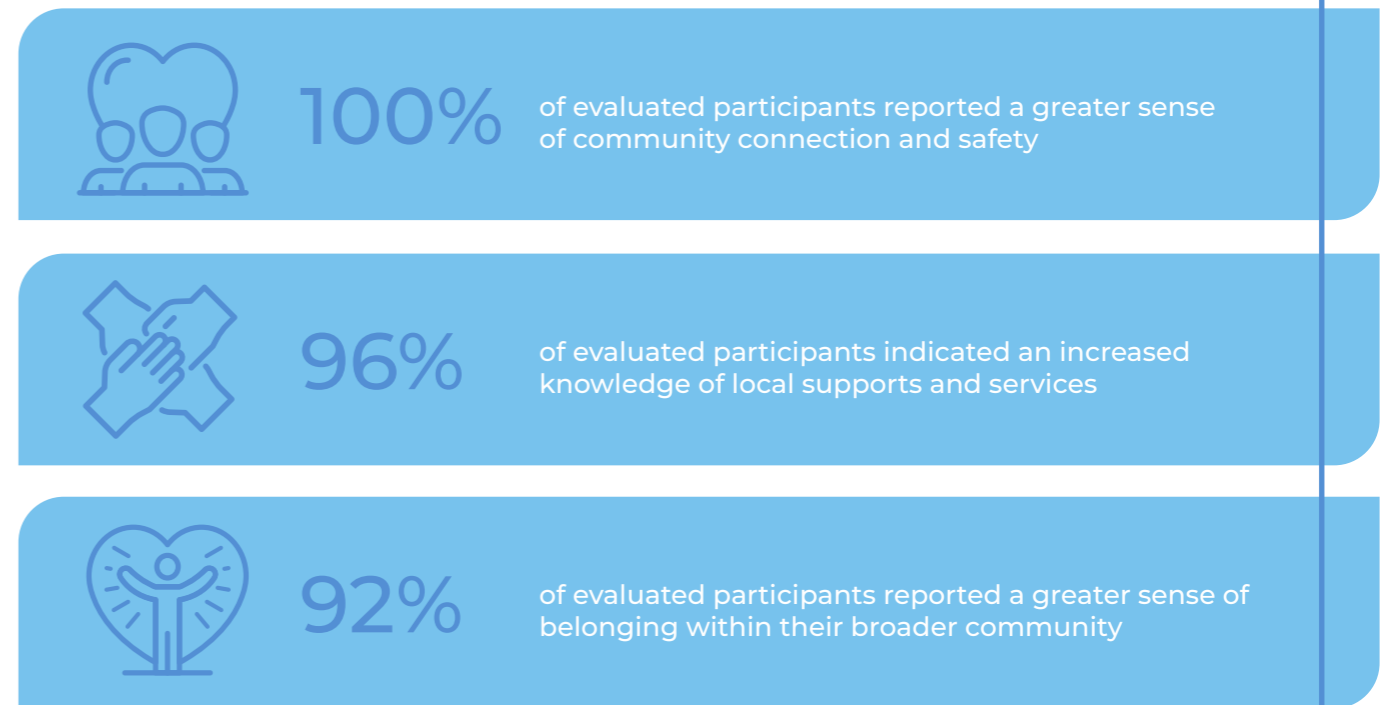 100%
of evaluated participants reported a greater sense
of community connection and safety
96%
of evaluated participants indicated an increased
knowledge of local supports and services
92%
of evaluated participants reported a greater sense of
belonging within their broader community